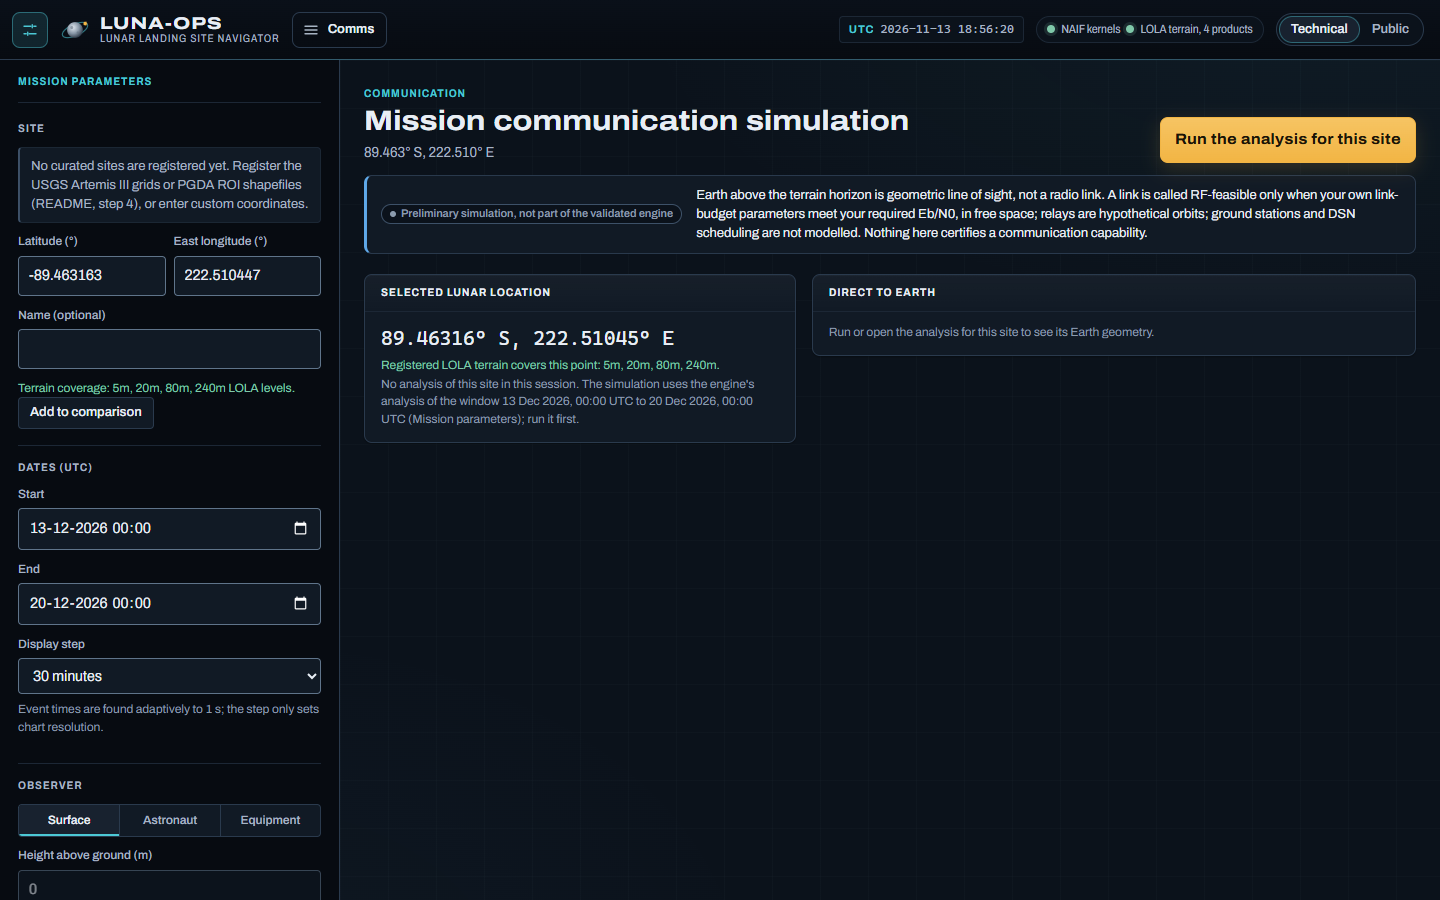 LUNA-OPS
LUNAR LANDING SITE NAVIGATOR
Comms
UTC 2026-11-13 18:56:20
NAIF kernels LOLA terrain, 4 products
Technical Public
MISSION PARAMETERS
SITE
No curated sites are registered yet. Register the
USGS Artemis III grids or PGDA ROI shapefiles
(README, step 4), or enter custom coordinates.
Latitude (°) East longitude (°)
-89.463163 222.510447
Name (optional)
Terrain coverage: 5m, 20m, 80m, 240m LOLA levels.
Add to comparison
DATES (UTC)
Start
13-12-2026 00:00
End
20-12-2026 00:00
Display step
30 minutes
Event times are found adaptively to 1 s; the step only sets
chart resolution.
OBSERVER
Surface Astronaut Equipment
Height above ground (m)
0
COMMUNICATION
Mission communication simulation
89.463° S, 222.510° E
Run the analysis for this site
Preliminary simulation, not part of the validated engine
Earth above the terrain horizon is geometric line of sight, not a radio link. A link is called RF-feasible only when your own link-
budget parameters meet your required Eb/N0, in free space; relays are hypothetical orbits; ground stations and DSN
scheduling are not modelled. Nothing here certifies a communication capability.
SELECTED LUNAR LOCATION
89.46316° S, 222.51045° E
Registered LOLA terrain covers this point: 5m, 20m, 80m, 240m.
No analysis of this site in this session. The simulation uses the engine's
analysis of the window 13 Dec 2026, 00:00 UTC to 20 Dec 2026, 00:00
UTC (Mission parameters); run it first.
DIRECT TO EARTH
Run or open the analysis for this site to see its Earth geometry.